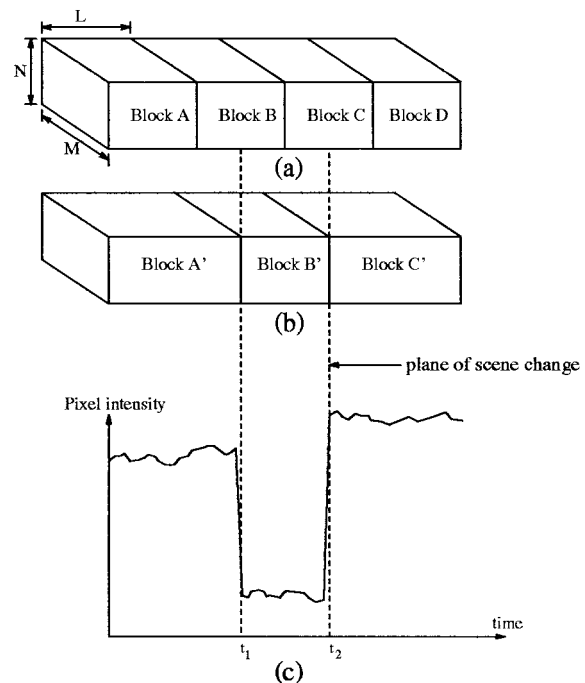 L
N
M
Block A Block B Block C Block D
(a)
Block A' Block B' Block C'
(b)
plane of scene change
Pixel intensity
time
t1 t2
(c)